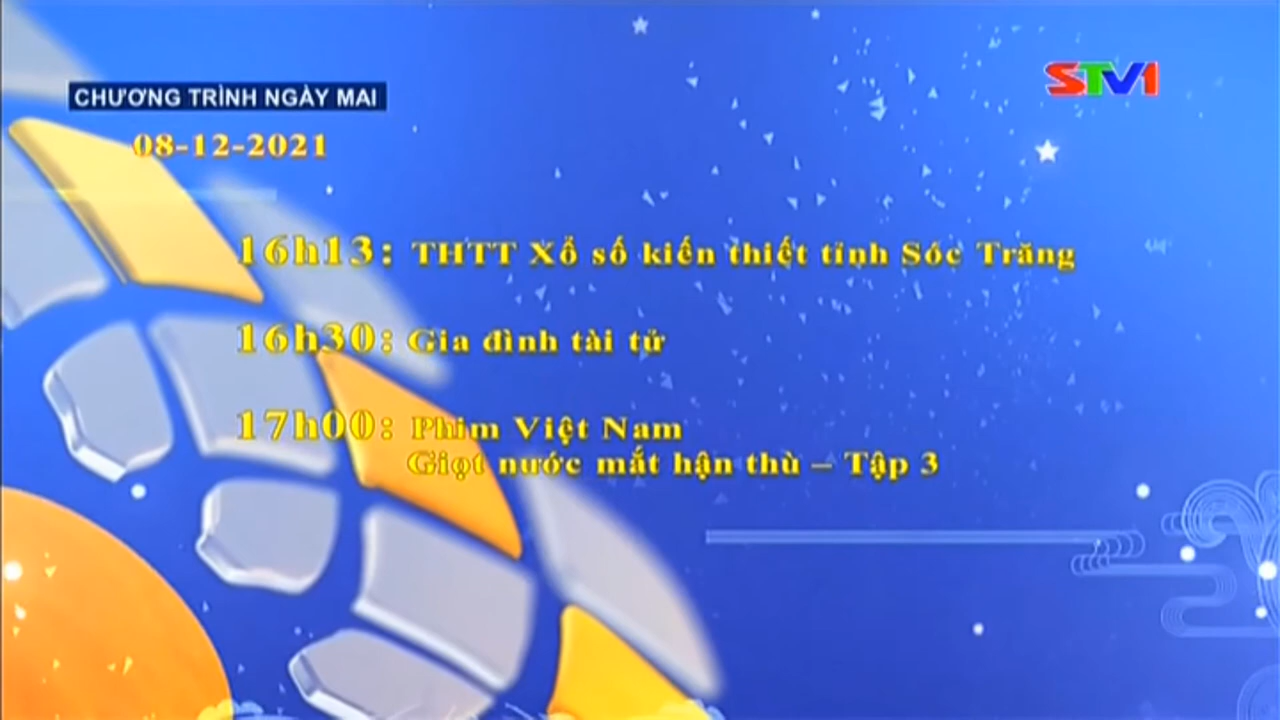 CHƯƠNG TRÌNH NGÀY MAI
STV1
08-12-2021
16h13: THTT Xổ số kiến thiết tỉnh Sóc Trăng
16h30: Gia đình tài tử
17h00: Phim Việt Nam
Giọt nước mắt hận thù – Tập 3